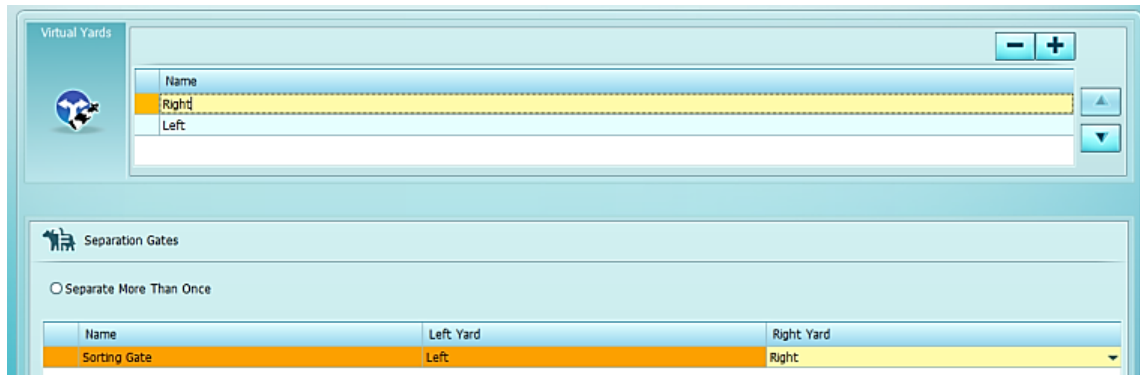 Virtual Yards
Name
Right
Left
Separation Gates
Separate More Than Once
Name Left Yard Right Yard
Sorting Gate Left Right